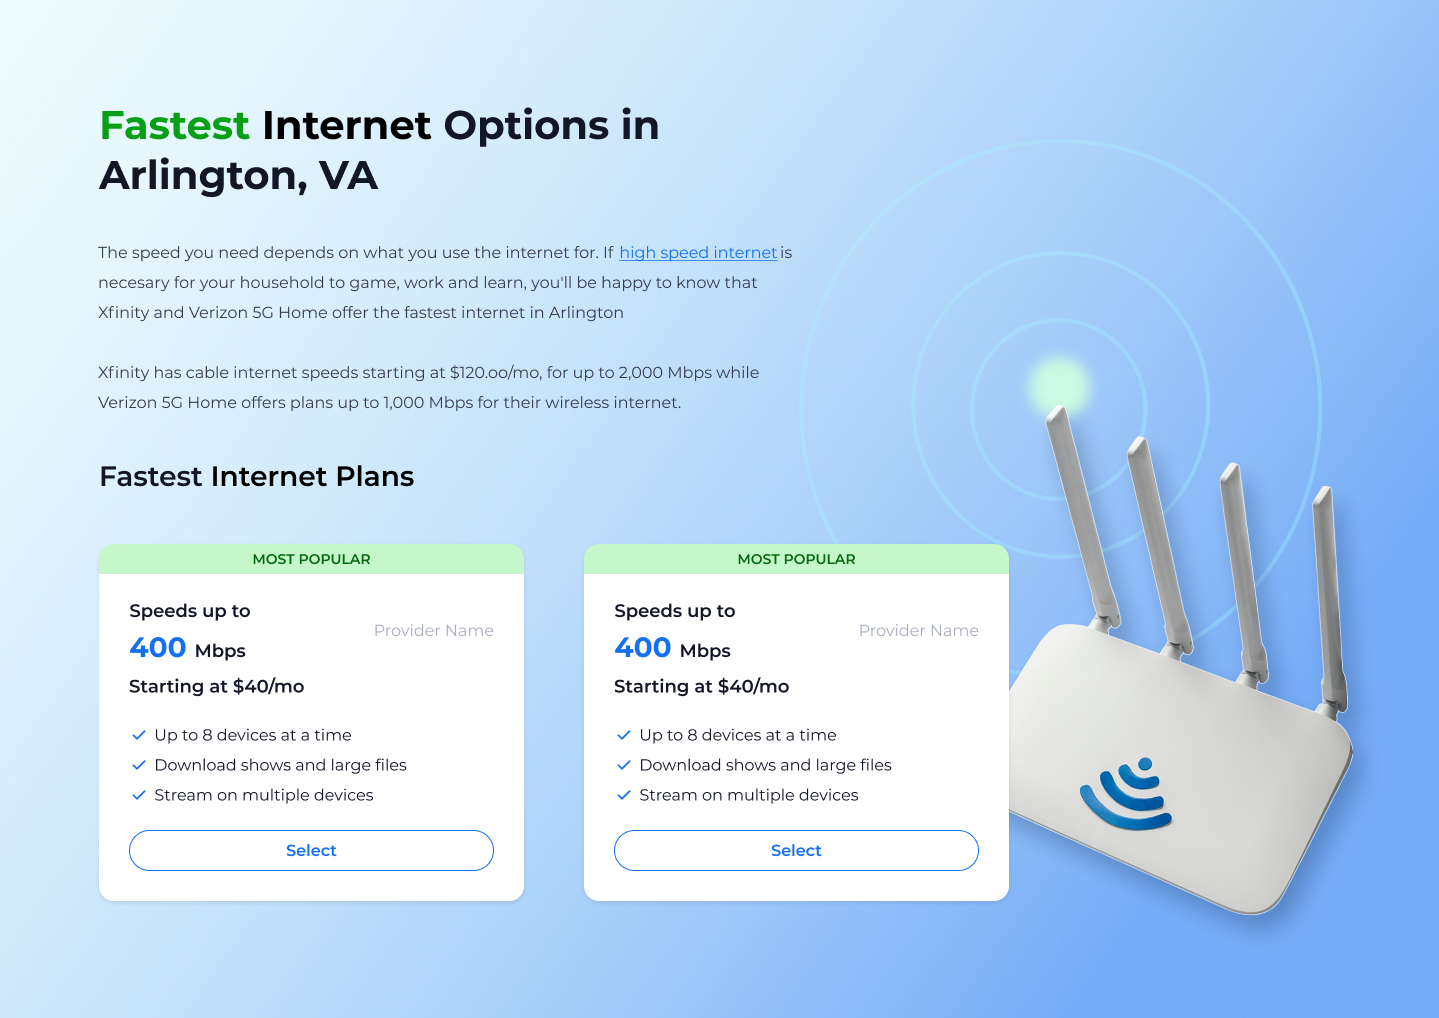 Fastest Internet Options in
Arlington, VA
The speed you need depends on what you use the internet for. If high speed internet is
necesary for your household to game, work and learn, you'll be happy to know that
Xfinity and Verizon 5G Home offer the fastest internet in Arlington
Xfinity has cable internet speeds starting at $120.oo/mo, for up to 2,000 Mbps while
Verizon 5G Home offers plans up to 1,000 Mbps for their wireless internet.
Fastest Internet Plans
MOST POPULAR
Speeds up to
400 Mbps
Provider Name
Starting at $40/mo
Up to 8 devices at a time
Download shows and large files
Stream on multiple devices
Select
MOST POPULAR
Speeds up to
400 Mbps
Provider Name
Starting at $40/mo
Up to 8 devices at a time
Download shows and large files
Stream on multiple devices
Select